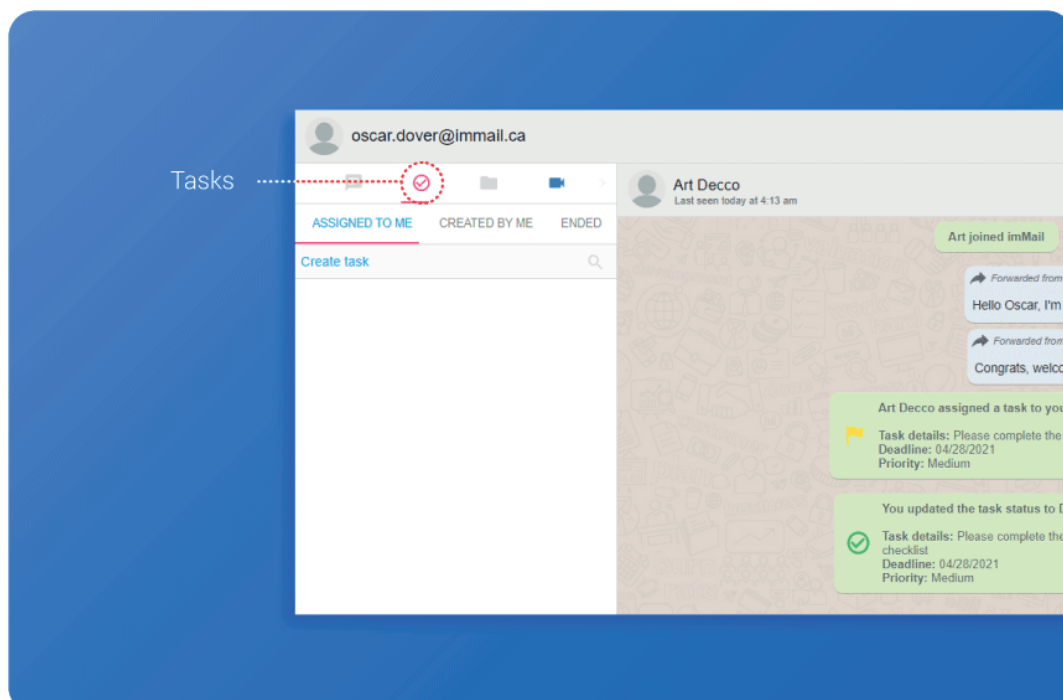 Tasks
oscar.dover@immail.ca
ASSIGNED TO ME CREATED BY ME ENDED
Create task
Art Decco
Last seen today at 4:13 am
Art joined imMail
Forwarded from
Hello Oscar, I'm
Forwarded from
Congrats,
Art Decco assigned a task to you
Task details: Please complete the
Deadline: 04/28/2021
Priority: Medium
You updated the task status to
Task details: Please complete the
checklist
Deadline: 04/28/2021
Priority: Medium